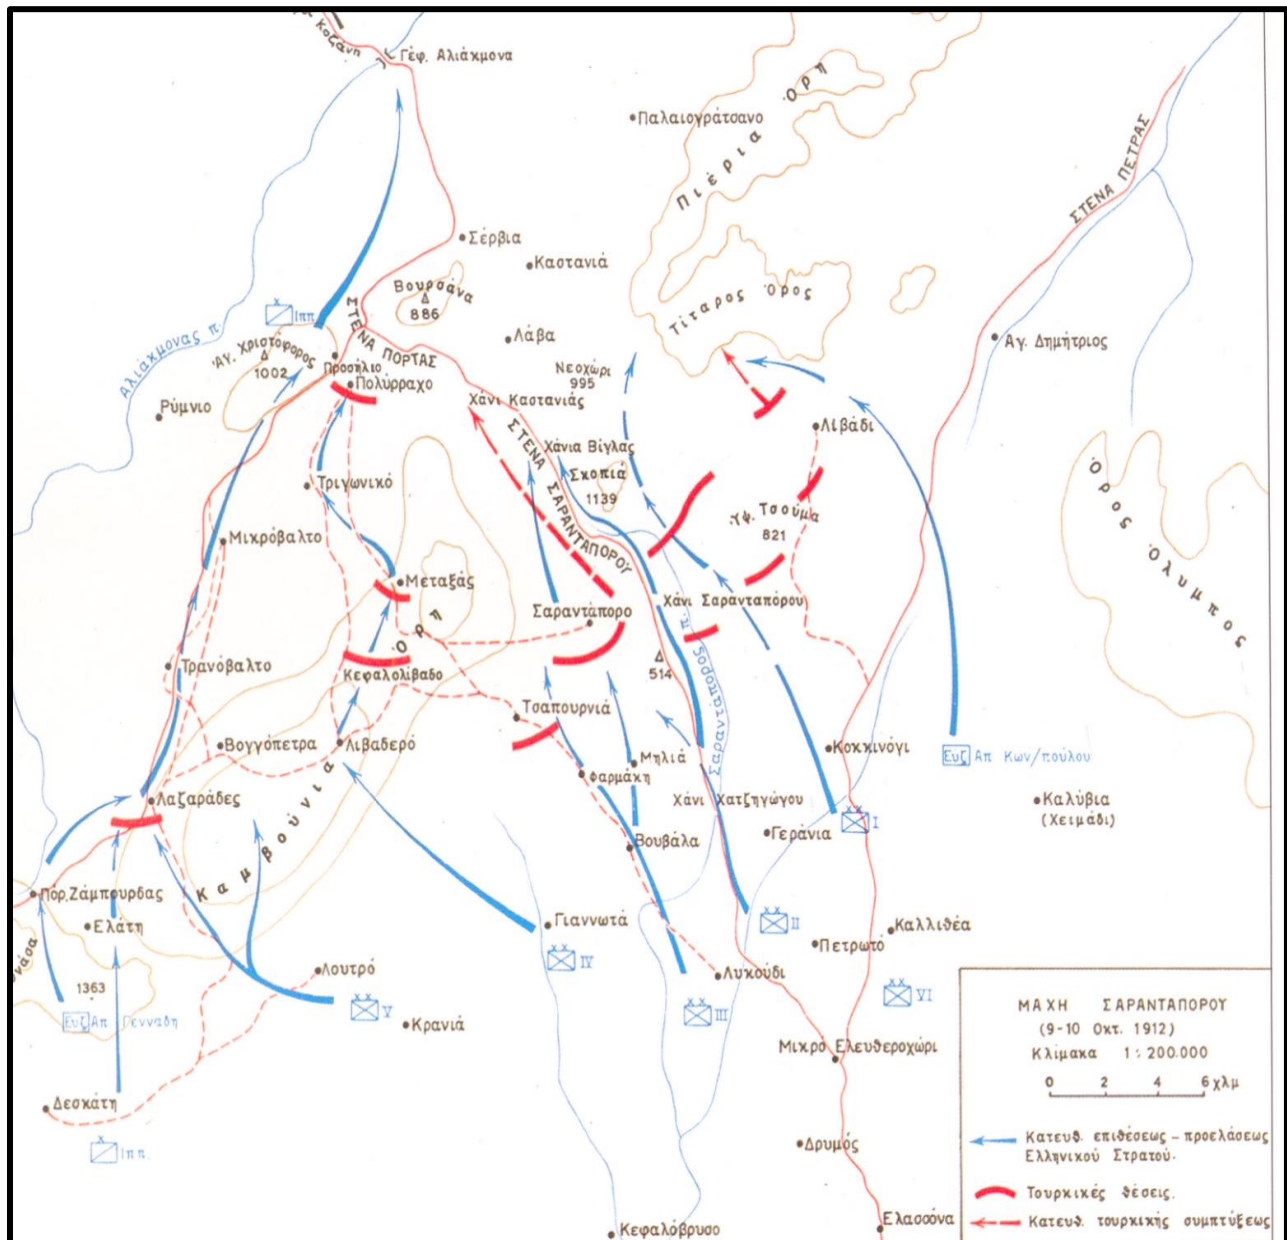 Κοζάνη
Γέφ. Αλιάκμονα
Παλαιογράτσανο
Πιέρια Όρη
ΣΤΕΝΑ ΠΕΤΡΑΣ
Σέρβια
Καστανιά
Βουρσάνα
886
Τίταρος Όρος
Ιππ
Αλιάκμονας π.
ΣΤΕΝΑ ΠΟΡΤΑΣ
Λάβα
Αγ. Δημήτριος
Άγ. Χριστόφορος
1002
Προσήλιο
Πολύρραχο
Νεοχώρι
995
Ρύμνιο
Χάνι Καστανιάς
Λιβάδι
ΣΤΕΝΑ ΣΑΡΑΝΤΑΠΟΡΟΥ
Χάνια Βίγλας
Σκοπιά
1139
Τριγωνικό
Υψ. Τσούμα
821
Όρος Όλυμπος
Μικρόβαλτο
Μεταξάς
Χάνι Σαρανταπόρου
Σαραντάπορο
Τρανόβαλτο
Κεφαλολίβαδο
514
Σαραντάπορος π.
Τσαπουρνιά
Βογγόπετρα
Λιβαδερό
Μηλιά
Κοκκινόγι
Ευζ Απ Κων/πούλου
Φαρμάκη
Λαζαράδες
Χάνι Χατζηγώγου
Καλύβια
(Χειμάδι)
I
Γεράνια
Βουβάλα
Καμβούνια Όρη
Πόρ. Ζάμπουρδας
Ελάτη
Γιαννωτά
II
Καλλιθέα
Πετρωτό
IV
Λουτρό
Λυκούδι
1363
V
III
VI
Ευζ Απ Γενναδη
Κρανιά
Μικρό Ελευθεροχώρι
Δεσκάτη
Ιππ.
Δρυμός
Κεφαλόβρυσο
Ελασσόνα
ΜΑΧΗ ΣΑΡΑΝΤΑΠΟΡΟΥ
(9-10 Οκτ. 1912)
Κλίμακα 1:200.000
0 2 4 6 χλμ
Κατευθ. επιθέσεως - προελάσεως
Ελληνικού Στρατού.
Τουρκικές θέσεις.
Κατευθ. τουρκικής συμπτύξεως